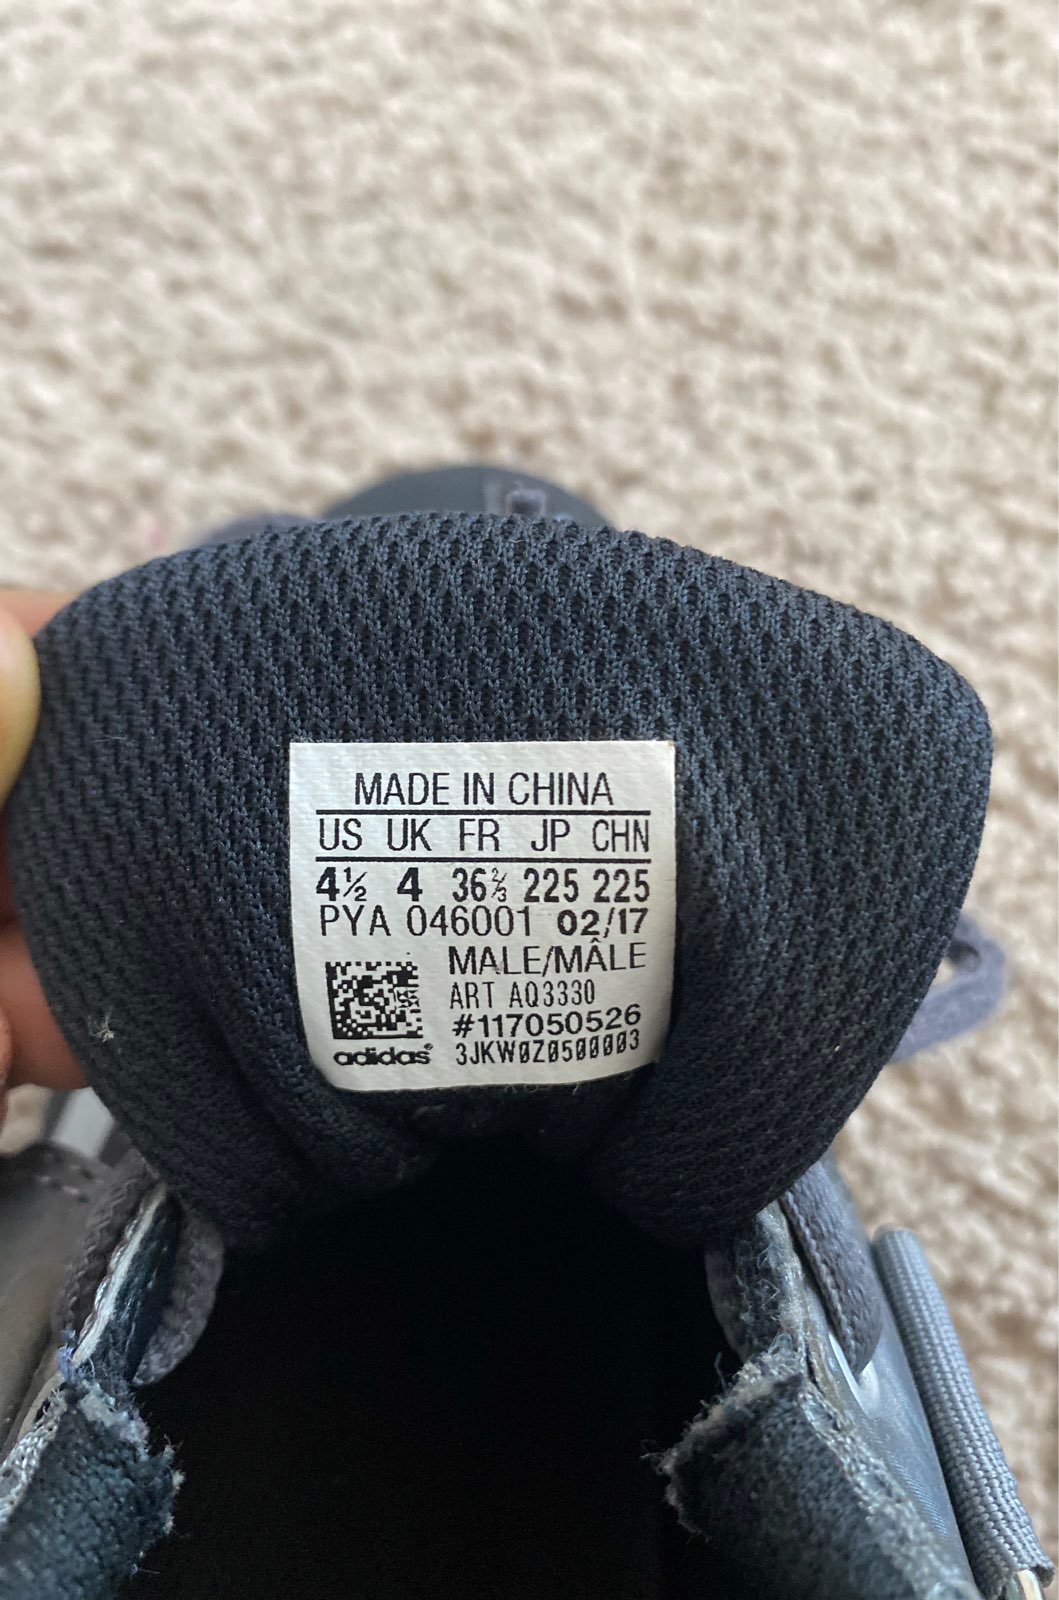 MADE IN CHINA
US UK FR JP CHN
4½ 4 36⅔ 225 225
PYA 046001 02/17
MALE/MÂLE
ART AQ3330
#117050526
adidas® 3JKW0Z0500003